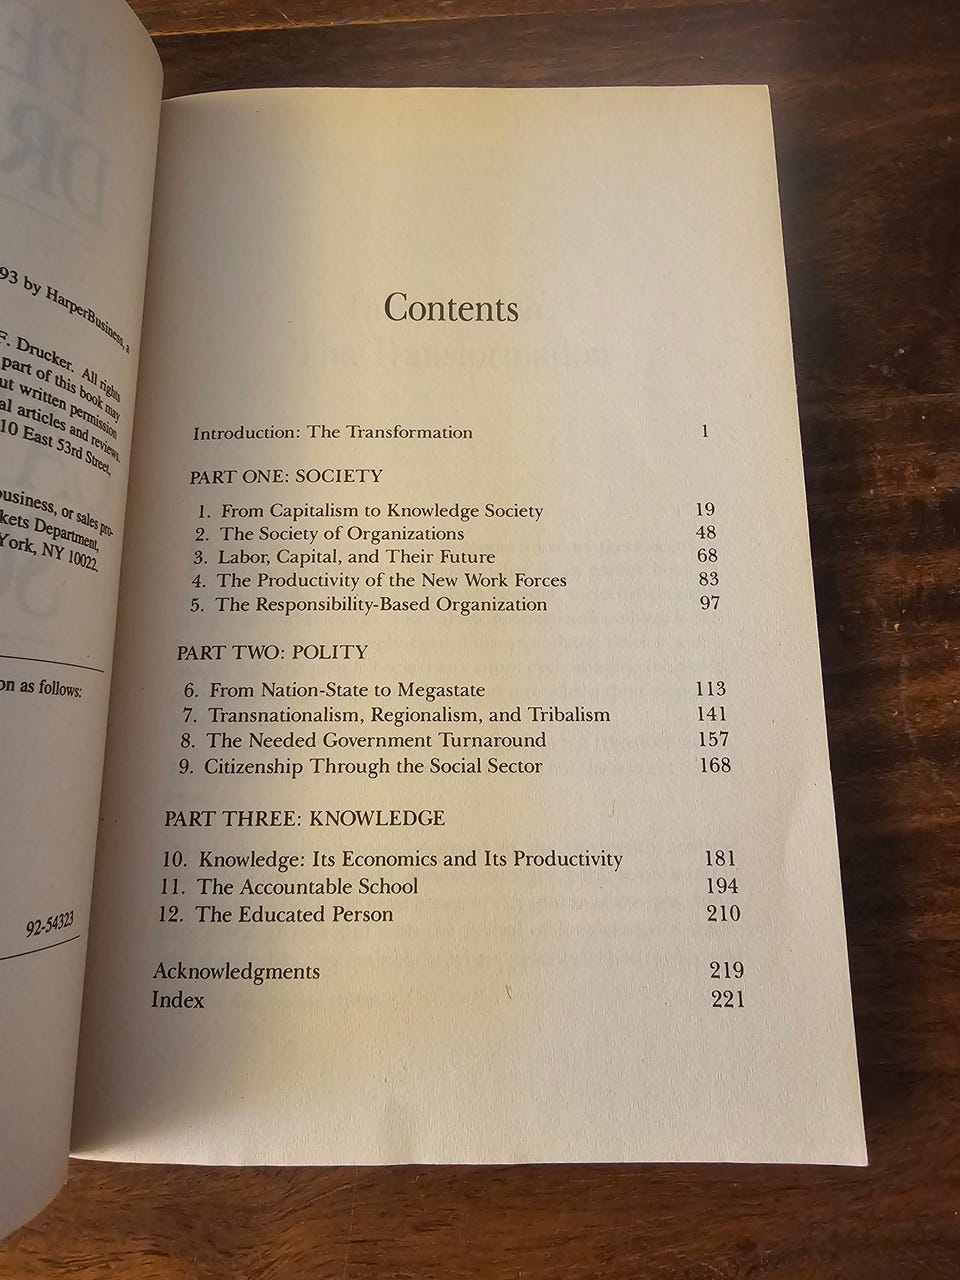 93 by HarperBusiness, a
F. Drucker. All rights
part of this book may
ut written permission
al articles and reviews.
10 East 53rd Street,
business, or sales pro-
kets Department,
York, NY 10022.
on as follows:
92-54323
Contents
Introduction: The Transformation 1
PART ONE: SOCIETY
1. From Capitalism to Knowledge Society 19
2. The Society of Organizations 48
3. Labor, Capital, and Their Future 68
4. The Productivity of the New Work Forces 83
5. The Responsibility-Based Organization 97
PART TWO: POLITY
6. From Nation-State to Megastate 113
7. Transnationalism, Regionalism, and Tribalism 141
8. The Needed Government Turnaround 157
9. Citizenship Through the Social Sector 168
PART THREE: KNOWLEDGE
10. Knowledge: Its Economics and Its Productivity 181
11. The Accountable School 194
12. The Educated Person 210
Acknowledgments 219
Index 221